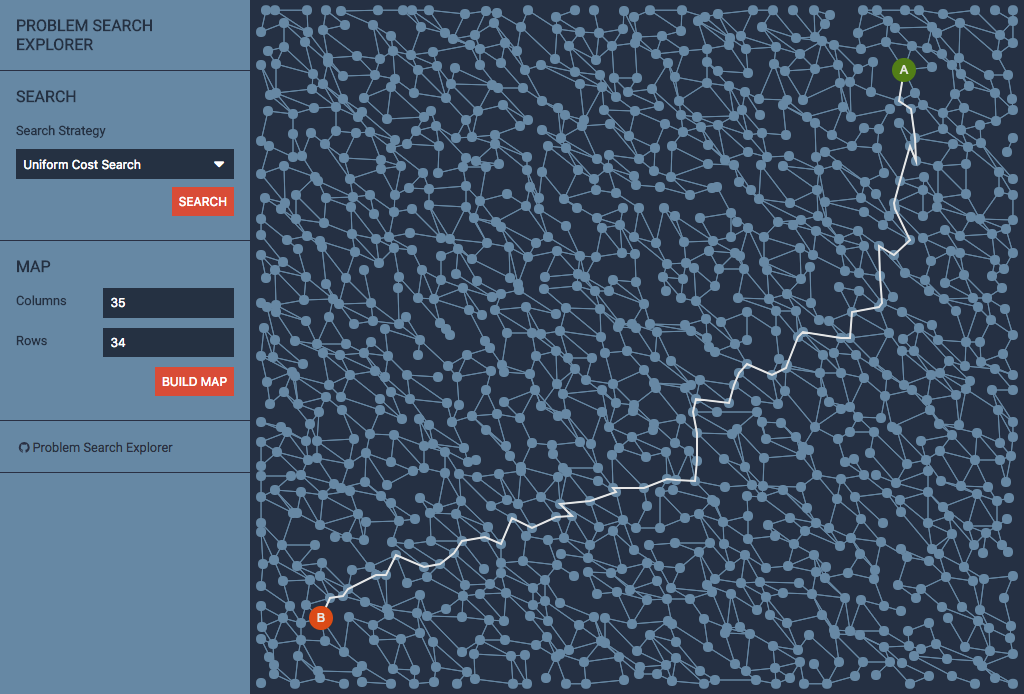 PROBLEM SEARCH
EXPLORER
SEARCH
Search Strategy
Uniform Cost Search
SEARCH
MAP
Columns 35
Rows 34
BUILD MAP
Problem Search Explorer
A
B